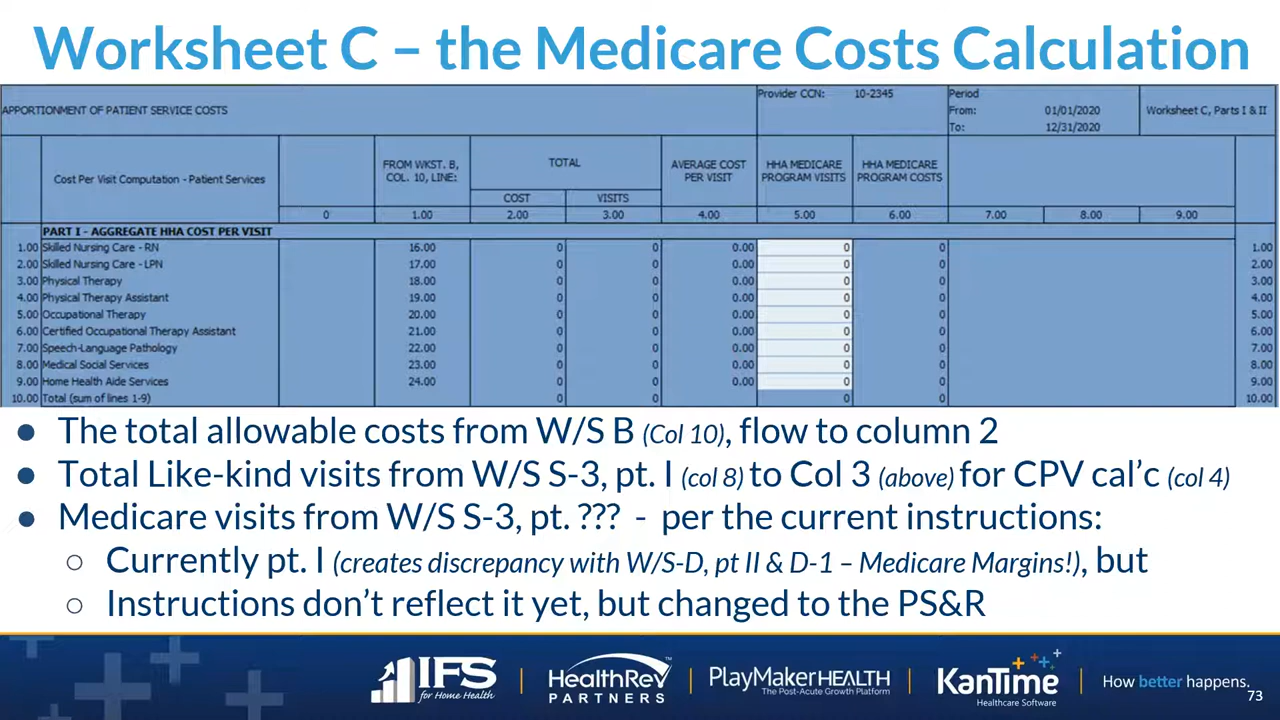 Worksheet C – the Medicare Costs Calculation
APPORTIONMENT OF PATIENT SERVICE COSTS
Provider CCN: 10-2345
Period
From: 01/01/2020
To: 12/31/2020
Worksheet C, Parts I & II
Cost Per Visit Computation - Patient Services
FROM WKST. B,
COL. 10, LINE:
TOTAL
COST VISITS
AVERAGE COST
PER VISIT
HHA MEDICARE
PROGRAM VISITS
HHA MEDICARE
PROGRAM COSTS
0 1.00 2.00 3.00 4.00 5.00 6.00 7.00 8.00 9.00
PART I - AGGREGATE HHA COST PER VISIT
1.00 Skilled Nursing Care - RN 16.00 0 0 0.00 0 0 1.00
2.00 Skilled Nursing Care - LPN 17.00 0 0 0.00 0 0 2.00
3.00 Physical Therapy 18.00 0 0 0.00 0 0 3.00
4.00 Physical Therapy Assistant 19.00 0 0 0.00 0 0 4.00
5.00 Occupational Therapy 20.00 0 0 0.00 0 0 5.00
6.00 Certified Occupational Therapy Assistant 21.00 0 0 0.00 0 0 6.00
7.00 Speech-Language Pathology 22.00 0 0 0.00 0 0 7.00
8.00 Medical Social Services 23.00 0 0 0.00 0 0 8.00
9.00 Home Health Aide Services 24.00 0 0 0.00 0 0 9.00
10.00 Total (sum of lines 1-9) 0 0 0 0 10.00
● The total allowable costs from W/S B (Col 10), flow to column 2
● Total Like-kind visits from W/S S-3, pt. I (col 8) to Col 3 (above) for CPV cal’c (col 4)
● Medicare visits from W/S S-3, pt. ??? - per the current instructions:
○ Currently pt. I (creates discrepancy with W/S-D, pt II & D-1 – Medicare Margins!), but
○ Instructions don’t reflect it yet, but changed to the PS&R
IFS
for Home Health
HEALTHREV™
PARTNERS
PLAYMAKERHEALTH
The Post-Acute Growth Platform
KanTime
Healthcare Software
How better happens.
73